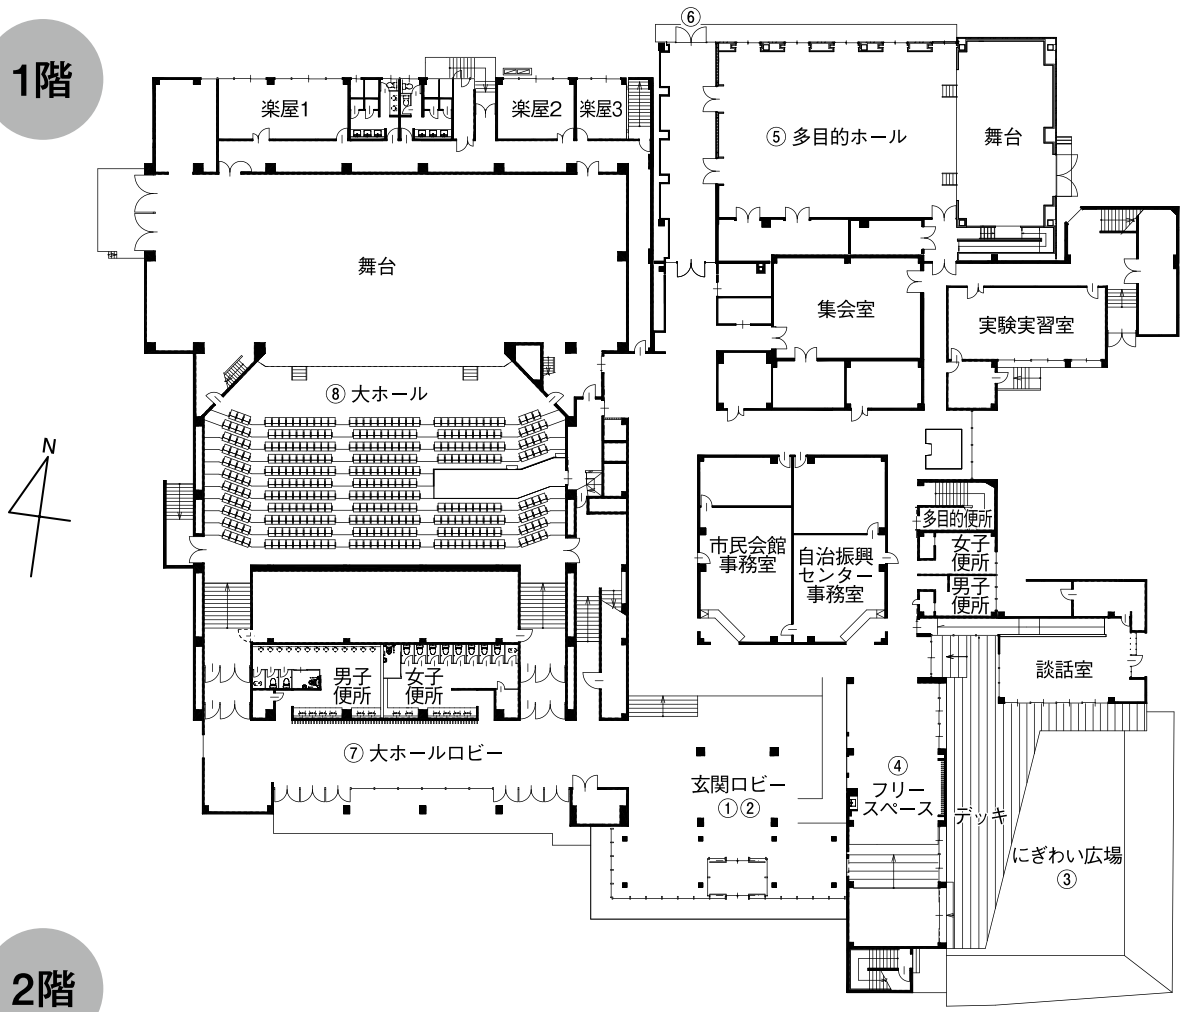 1階
⑥
楽屋1
楽屋2
楽屋3
⑤ 多目的ホール
舞台
舞台
集会室
実験実習室
⑧ 大ホール
N
多目的便所
市民会館
事務室
自治振興
センター
事務室
女子
便所
男子
便所
男子
便所
女子
便所
談話室
⑦ 大ホールロビー
玄関ロビー
①②
④
フリー
スペース
デッキ
にぎわい広場
③
2階